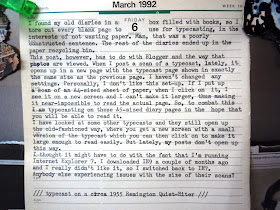 March 1992
WEEK 10
FRIDAY
6
I found my old diaries in a box filled with books, so I
tore out every blank page to use for typecasting, in the
interests of not wasting paper. Man, that was a poorly
constructed sentence. The rest of the diaries ended up in the
paper recycling bin.
This post, however, has to do with Blogger and the way that
photos are viewed. When I post a scan of a typecast, lately, it
opens up in a new page with the typecast page shown in exactly
the same size as the previous page. I haven't changed any
settings. Personally, I don't like this set-up. If I put up
a scan of an A4-sized sheet of paper, when I click on it, I
see it on a new screen and I can't make it larger, thus making
it near-impossible to read the actual page. So, to combat this,
I am typecasting on these A5-sized diary pages in the hope that
you will be able to read it.
I have looked at some other typecasts and they still open up
the old-fashioned way, where you get a new screen with a small
version of the typecast which you can then click on to make it
large enough to read easily. But lately, my posts don't open up
this way.
I thought it might have to do with the fact that I'm running
Internet Explorer 7. I downloaded IE9 a couple of months ago
and I really didn't like it, so I switched back to IE7.
Anybody else experiencing issues with the size of their scans?
/// typecast on a circa 1955 Remington Quiet-Riter ///